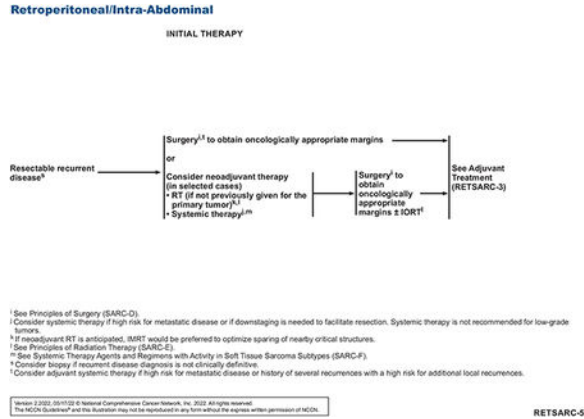 Retroperitoneal/Intra-Abdominal
INITIAL THERAPY
Resectable recurrent
disease
Surgery to obtain oncologically appropriate margins
or
Consider neoadjuvant therapy
(in selected cases)
• RT (if not previously given for the
primary tumor)
• Systemic therapy
Surgery to
obtain
oncologically
appropriate
margins ± IORT
See Adjuvant
Treatment
(RETSARC-3)
i See Principles of Surgery (SARC-D).
j Consider systemic therapy if high risk for metastatic disease or if downstaging is needed to facilitate resection. Systemic therapy is not recommended for low-grade
tumors.
k If neoadjuvant RT is anticipated, IMRT would be preferred to optimize sparing of nearby critical structures.
l See Principles of Radiation Therapy (SARC-E).
m See Systemic Therapy Agents and Regimens with Activity in Soft Tissue Sarcoma Subtypes (SARC-F).
Consider biopsy if recurrent disease diagnosis is not clinically definitive.
t Consider adjuvant systemic therapy if high risk for metastatic disease or history of several recurrences with a high risk for additional local recurrences.
Version 2.2022, 05/17/22 © National Comprehensive Cancer Network, Inc. 2022. All rights reserved.
The NCCN Guidelines® and this illustration may not be reproduced in any form without the express written permission of NCCN.